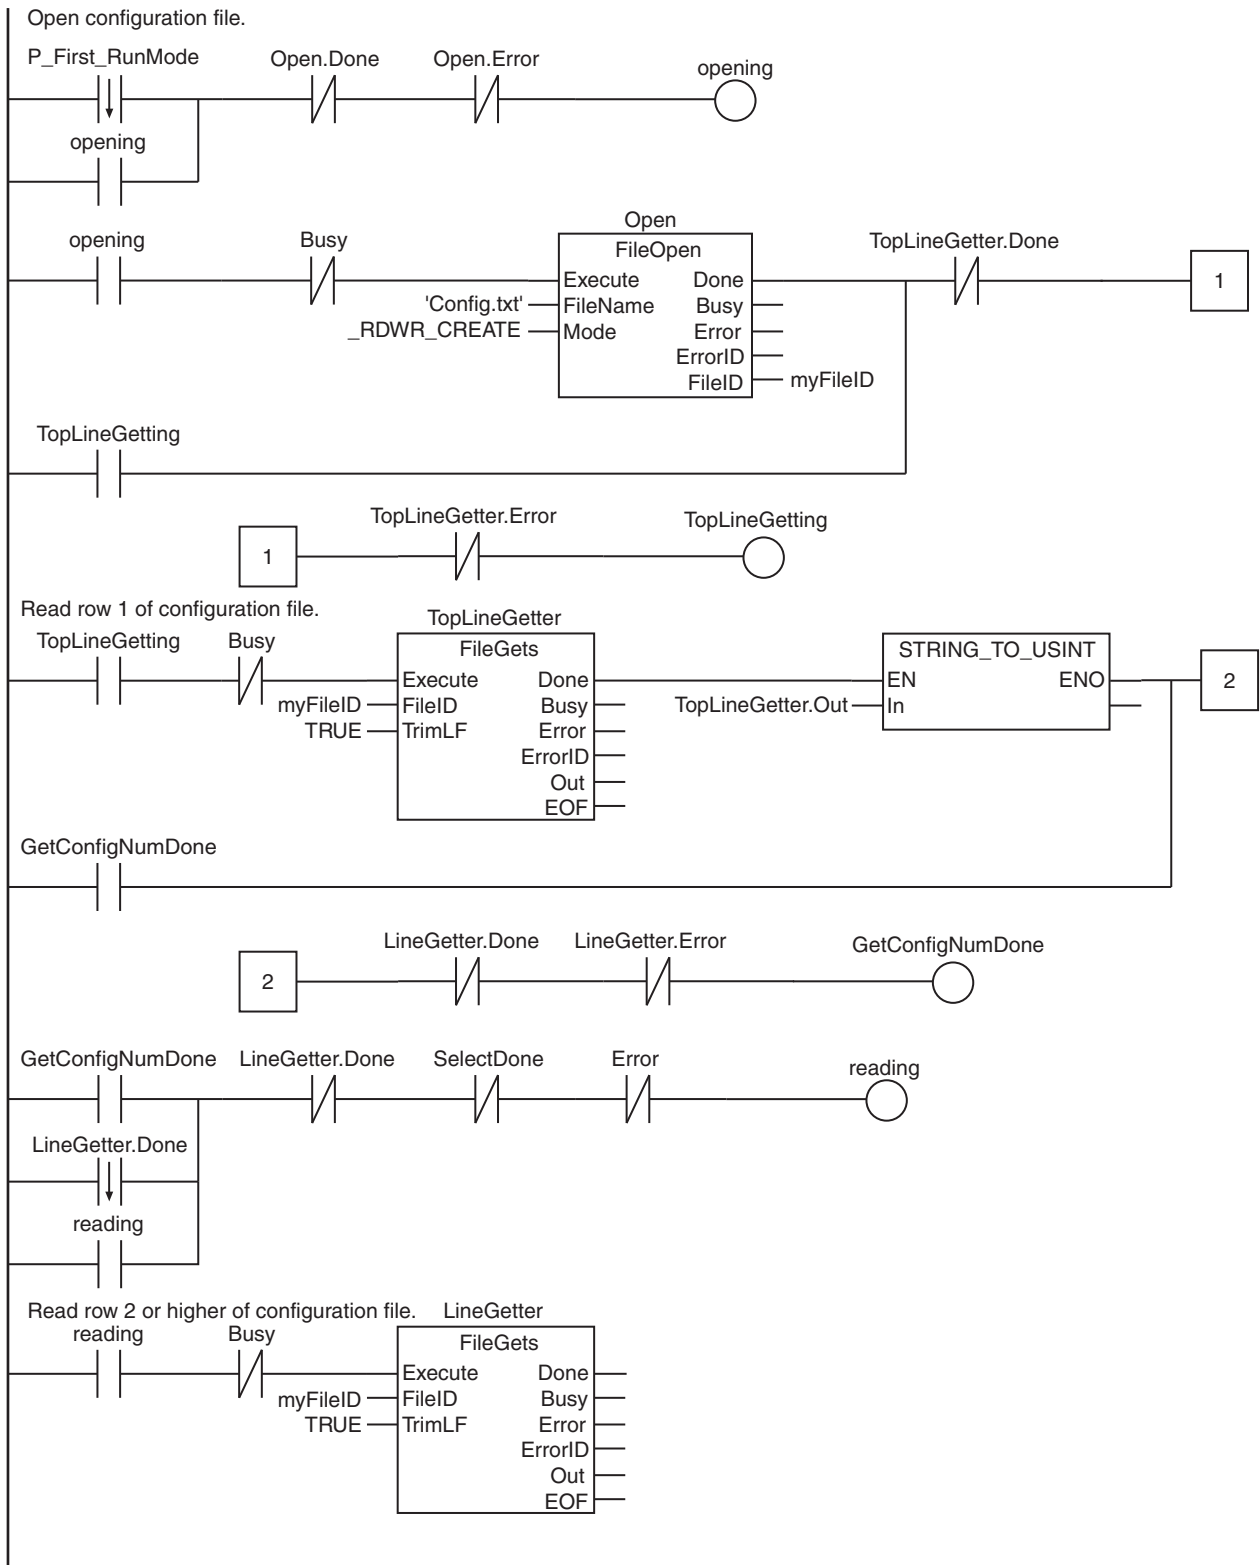 Open configuration file.
P_First_RunMode Open.Done Open.Error opening
opening
opening Busy Open TopLineGetter.Done
FileOpen
Execute Done 1
'Config.txt' FileName Busy
_RDWR_CREATE Mode Error
ErrorID
FileID myFileID
TopLineGetting
TopLineGetter.Error TopLineGetting
1
Read row 1 of configuration file.
TopLineGetting Busy TopLineGetter
FileGets STRING_TO_USINT
Execute Done EN ENO 2
myFileID FileID Busy TopLineGetter.Out In
TRUE TrimLF Error
ErrorID
Out
EOF
GetConfigNumDone
LineGetter.Done LineGetter.Error GetConfigNumDone
2
GetConfigNumDone LineGetter.Done SelectDone Error reading
LineGetter.Done
reading
Read row 2 or higher of configuration file. LineGetter
reading Busy FileGets
Execute Done
myFileID FileID Busy
TRUE TrimLF Error
ErrorID
Out
EOF